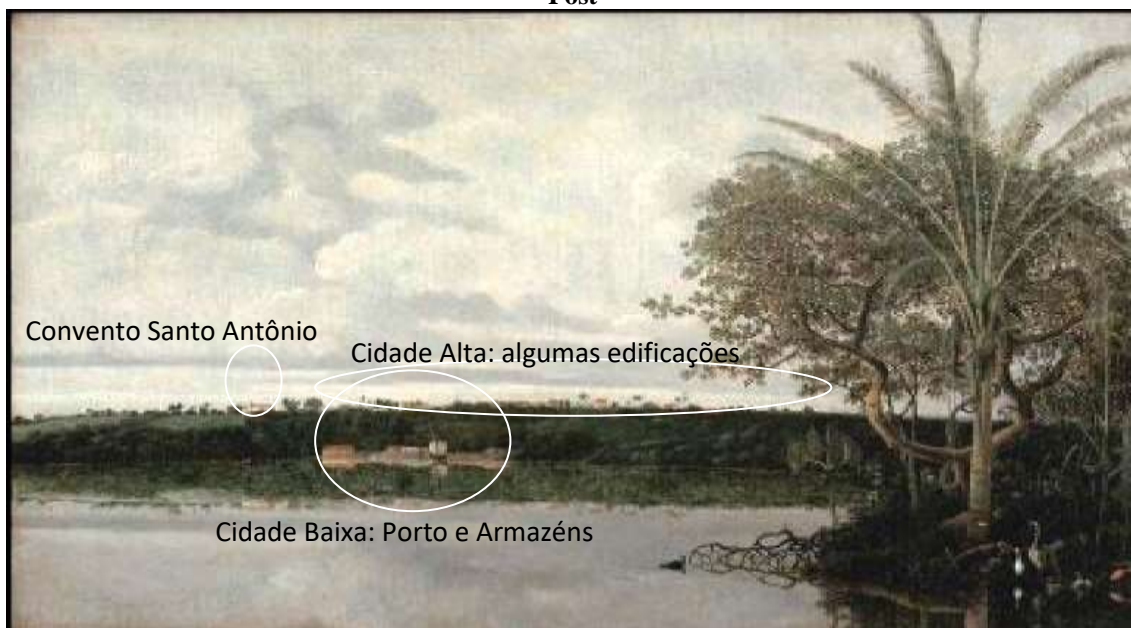 Post
Convento Santo Antônio
Cidade Alta: algumas edificações
Cidade Baixa: Porto e Armazéns